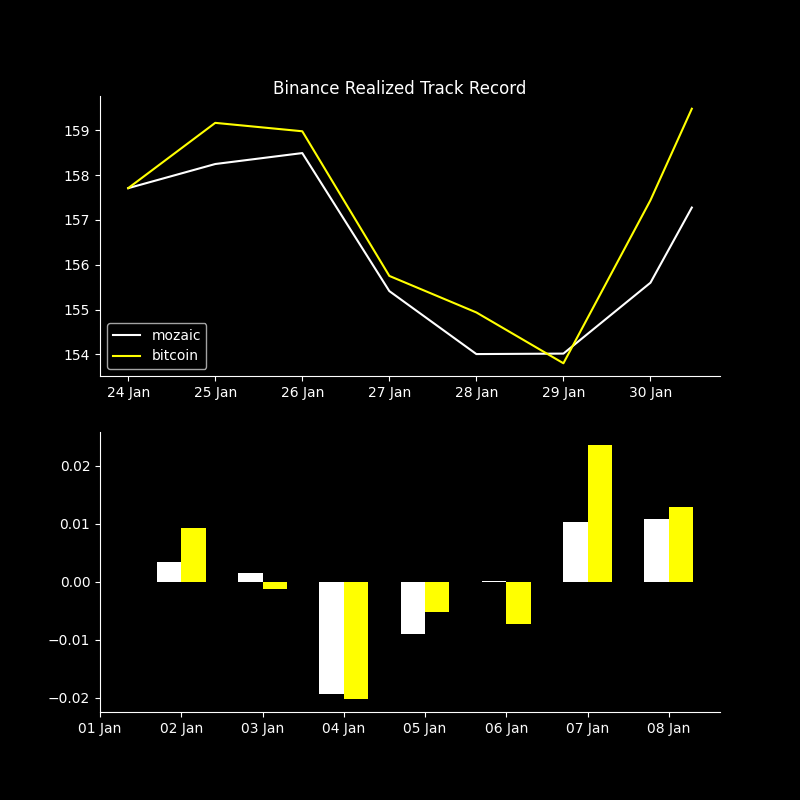 Binance Realized Track Record
159
158
157
156
155
154
mozaic
bitcoin
24 Jan 25 Jan 26 Jan 27 Jan 28 Jan 29 Jan 30 Jan
0.02
0.01
0.00
−0.01
−0.02
01 Jan 02 Jan 03 Jan 04 Jan 05 Jan 06 Jan 07 Jan 08 Jan